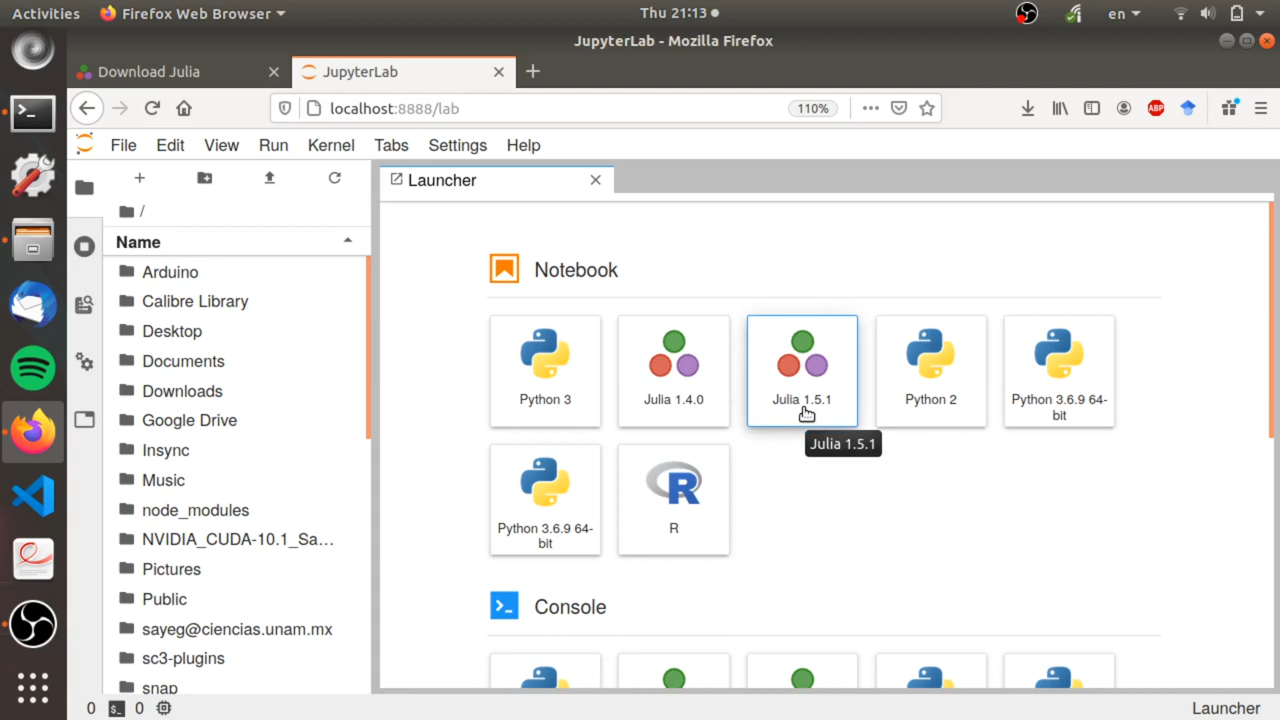 Activities
Firefox Web Browser
Thu 21:13
en
JupyterLab - Mozilla Firefox
Download Julia
JupyterLab
localhost:8888/lab
110%
ABP
File Edit View Run Kernel Tabs Settings Help
/
Name
Arduino
Calibre Library
Desktop
Documents
Downloads
Google Drive
Insync
Music
node_modules
NVIDIA_CUDA-10.1_Sa…
Pictures
Public
sayeg@ciencias.unam.mx
sc3-plugins
snap
Launcher
Notebook
Python 3
Julia 1.4.0
Julia 1.5.1
Python 2
Python 3.6.9 64-
bit
Julia 1.5.1
Python 3.6.9 64-
bit
R
R
Console
0
$_
0
Launcher